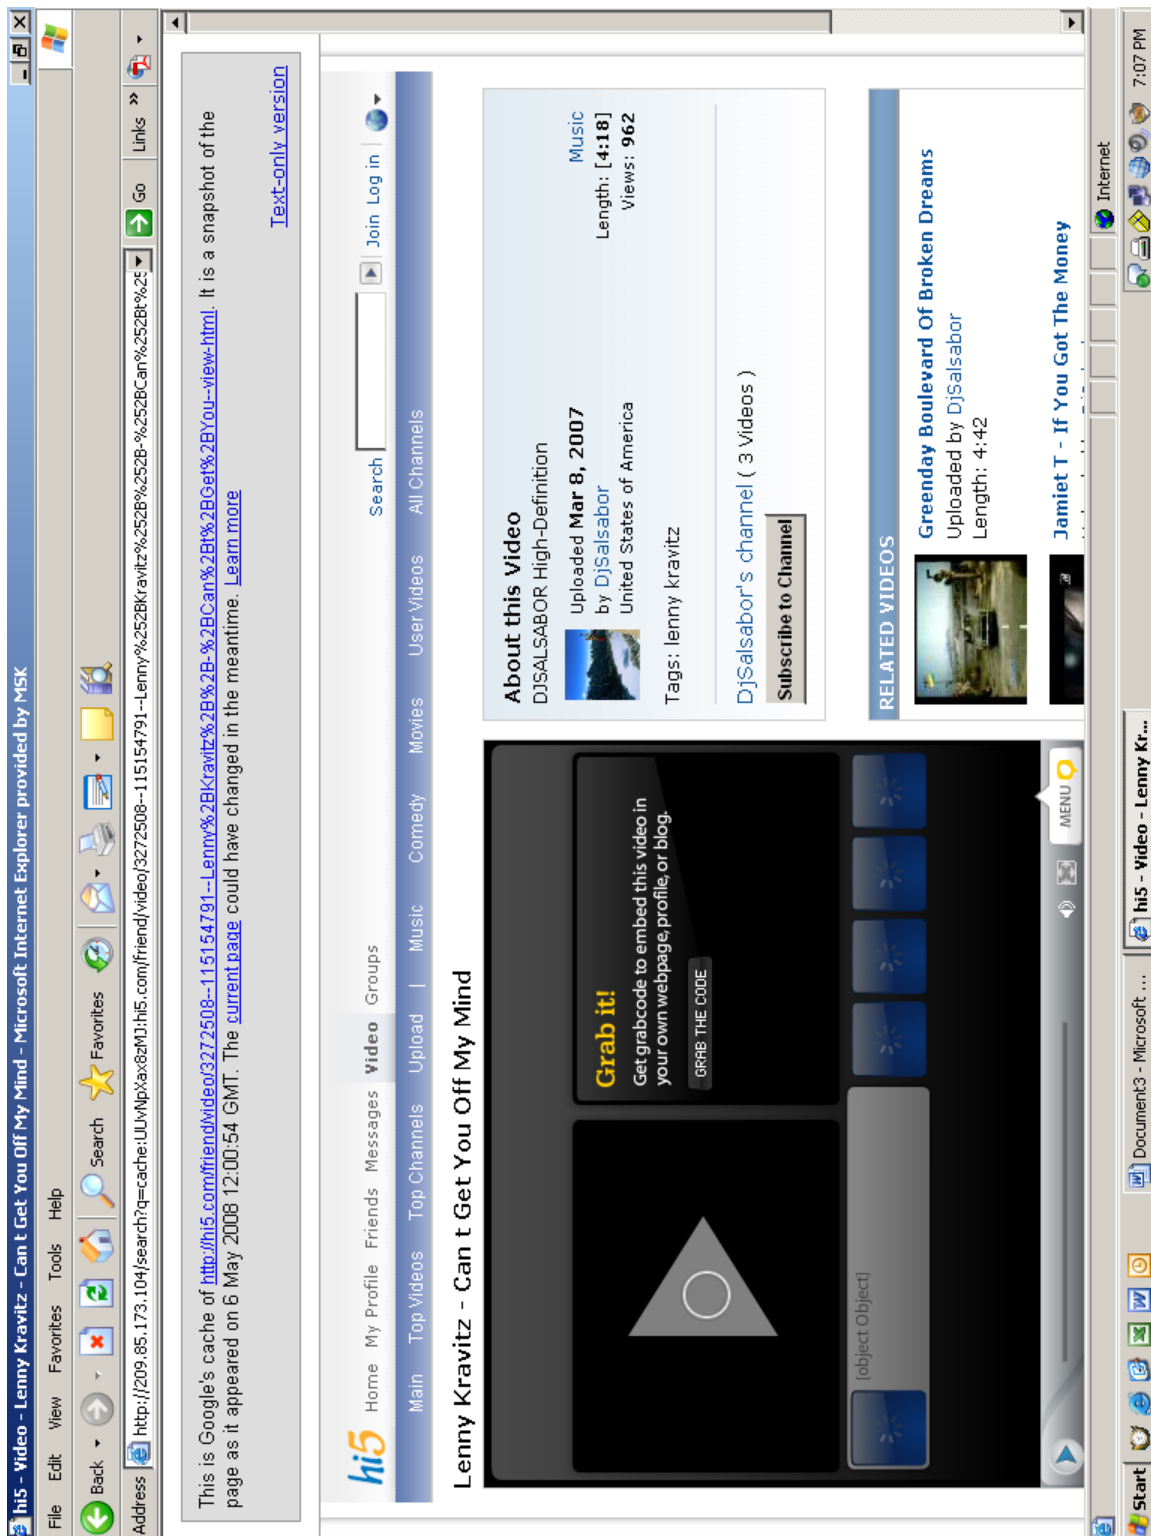 hi5 - Video - Lenny Kravitz - Can t Get You Off My Mind - Microsoft Internet Explorer provided by MSK
File Edit View Favorites Tools Help
Back Search Favorites
Address http://209.85.173.104/search?q=cache:ULvNpXax8zMJ:hi5.com/friend/video/3272508--115154791--Lenny%252BKravitz%252B%252B-%252BCan%252Bt%25 Go Links »
This is Google's cache of http://hi5.com/friend/video/3272508--115154791--Lenny%2BKravitz%2B%2B-%2BCan%2Bt%2BGet%2BYou--view-html. It is a snapshot of the
page as it appeared on 6 May 2008 12:00:54 GMT. The current page could have changed in the meantime. Learn more
Text-only version
hi5 Home My Profile Friends Messages Video Groups Search Join Log in
Main Top Videos Top Channels Upload | Music Comedy Movies User Videos All Channels
Lenny Kravitz - Can t Get You Off My Mind
Grab it!
Get grabcode to embed this video in
your own webpage, profile, or blog.
GRAB THE CODE
[object Object]
MENU
About this Video
DJSALSABOR High-Definition
Uploaded Mar 8, 2007
by DjSalsabor
United States of America
Music
Length: [4:18]
Views: 962
Tags: lenny kravitz
DjSalsabor's channel ( 3 Videos )
Subscribe to Channel
RELATED VIDEOS
Greenday Boulevard Of Broken Dreams
Uploaded by DjSalsabor
Length: 4:42
Jamiet T - If You Got The Money
Internet
Start Document3 - Microsoft ... hi5 - Video - Lenny Kr... 7:07 PM